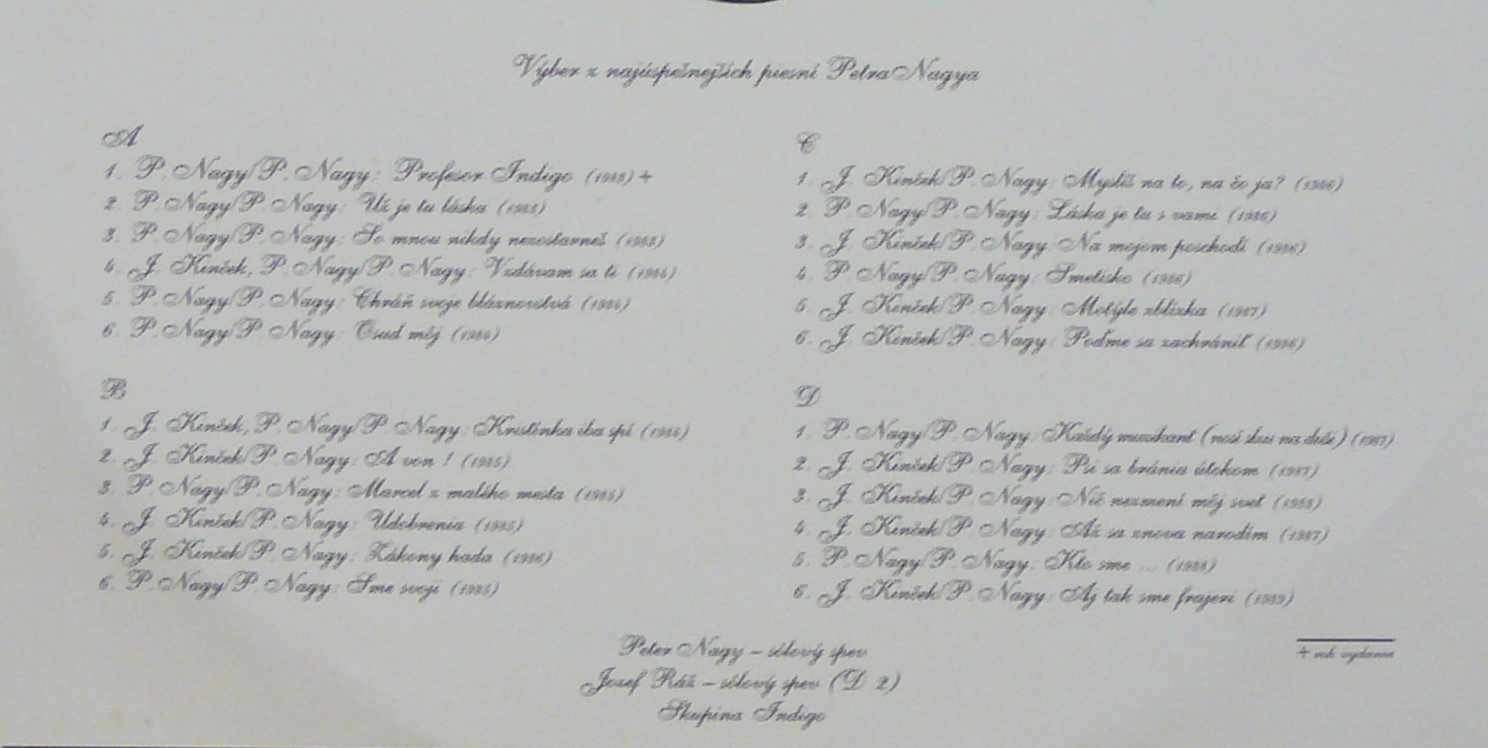 Výber z najúspešnejších piesní Petra Nagya
A
1. P. Nagy/P. Nagy: Profesor Indigo (1988) +
2. P. Nagy/P. Nagy: Už je tu láska
3. P. Nagy/P. Nagy: So mnou nikdy nezostarneš
4. J. Kinček, P. Nagy/P. Nagy: Vzdávam sa ti (1984)
5. P. Nagy/P. Nagy: Chráň svoje bláznovstvá (1984)
6. P. Nagy/P. Nagy: Osud môj (1984)
B
1. J. Kinček, P. Nagy/P. Nagy: Kristínka iba spí (1984)
2. J. Kinček/P. Nagy: A von ! (1985)
3. P. Nagy/P. Nagy: Marcel z malého mesta (1985)
4. J. Kinček/P. Nagy: Udobrenia (1985)
5. J. Kinček/P. Nagy: Zákony hada (1986)
6. P. Nagy/P. Nagy: Sme svoji (1985)
C
1. J. Kinček/P. Nagy: Myslíš na to, na čo ja? (1986)
2. P. Nagy/P. Nagy: Láska je tu s vami (1986)
3. J. Kinček/P. Nagy: Na mojom poschodí (1986)
4. P. Nagy/P. Nagy: Smetisko (1986)
5. J. Kinček/P. Nagy: Motýle zblízka (1987)
6. J. Kinček/P. Nagy: Poďme sa zachrániť (1986)
D
1. P. Nagy/P. Nagy: Každý muzikant (nosí slzu na duši) (1987)
2. J. Kinček/P. Nagy: Psi sa bránia útokom (1987)
3. J. Kinček/P. Nagy: Nič nezmení môj svet (1988)
4. J. Kinček/P. Nagy: Až sa znova narodím (1987)
5. P. Nagy/P. Nagy: Kto sme ... (1988)
6. J. Kinček/P. Nagy: Aj tak sme frajeri (1989)
+ rok vydania
Peter Nagy – sólový spev
Jozef Ráž – sólový spev (D 2)
Skupina Indigo